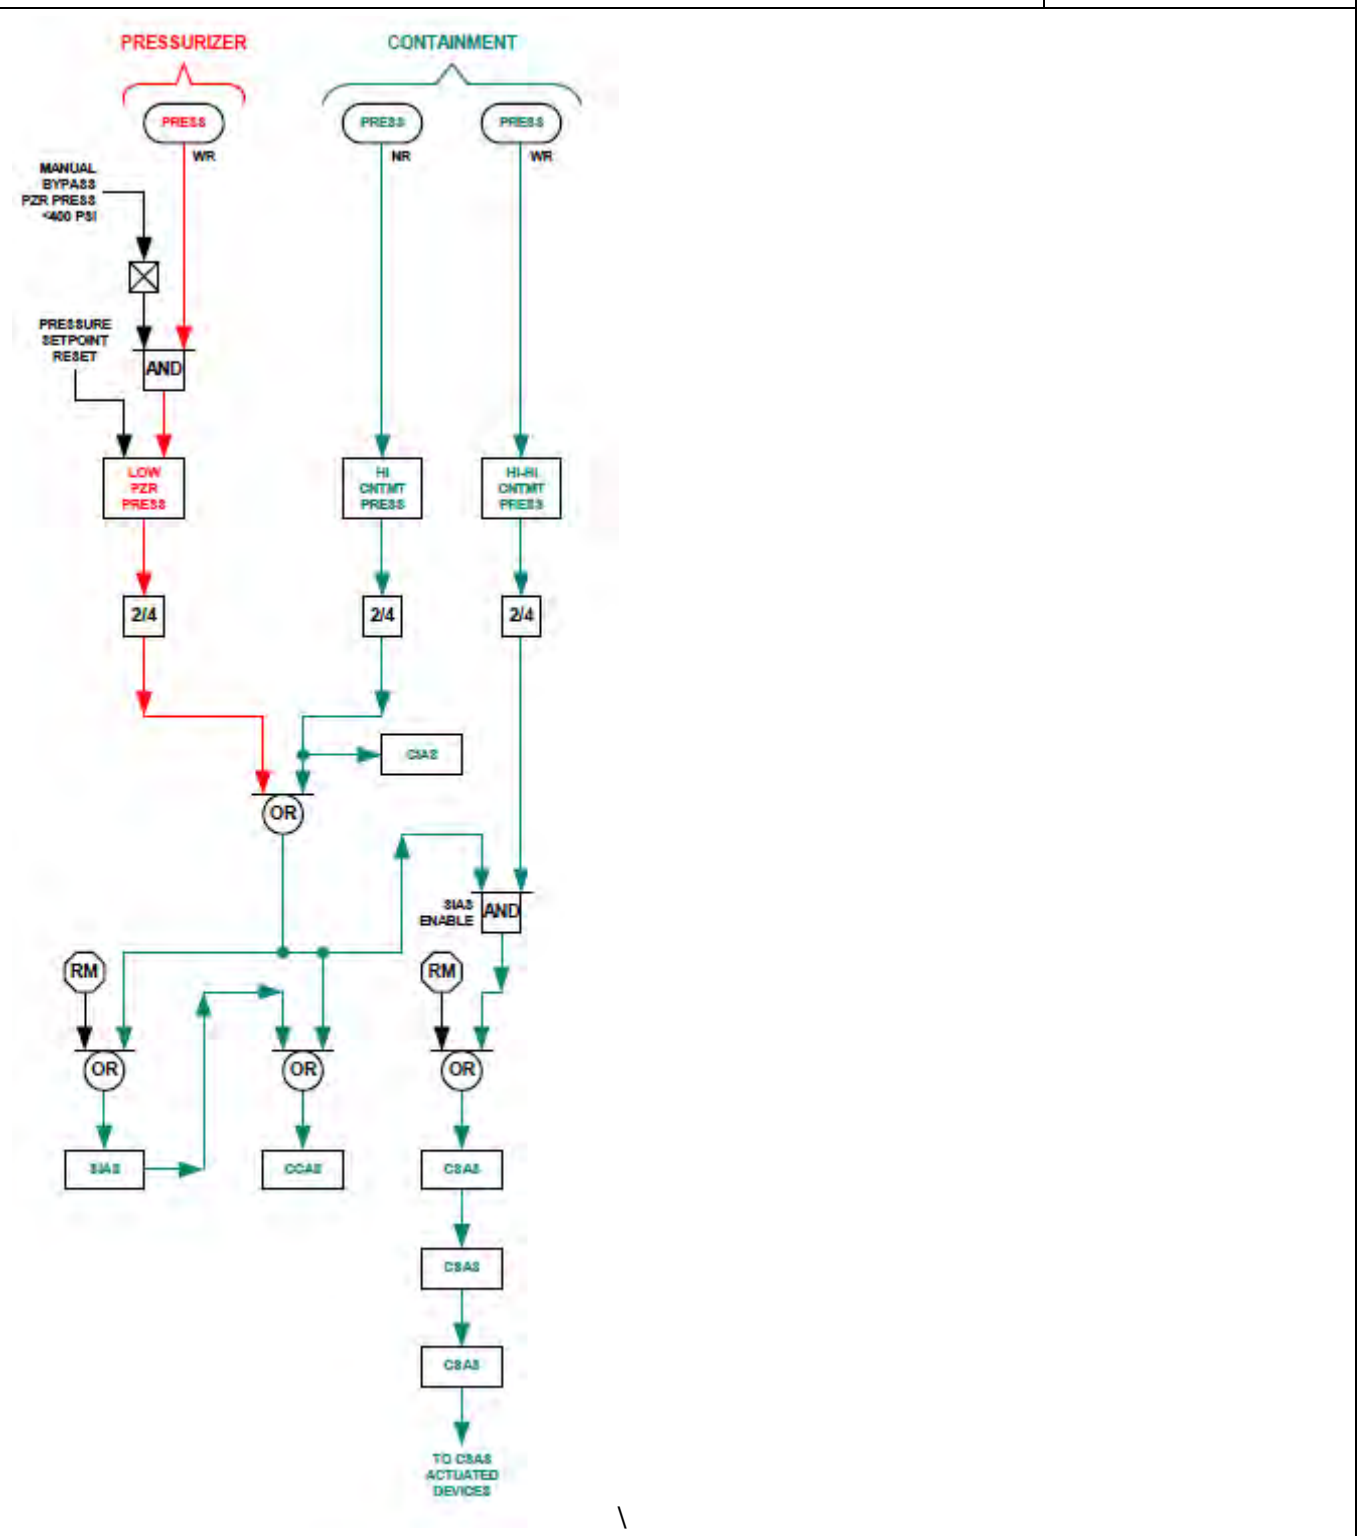 PRESSURIZER
CONTAINMENT
PRESS
PRESS
PRESS
WR
NR
WR
MANUAL
BYPASS
PZR PRESS
<400 PSI
PRESSURE
SETPOINT
RESET
AND
LOW
PZR
PRESS
HI
CNTMT
PRESS
HI-HI
CNTMT
PRESS
2/4
2/4
2/4
CIAS
OR
SIAS
ENABLE
AND
RM
RM
OR
OR
OR
SIAS
CCAS
CSAS
CSAS
CSAS
TO CSAS
ACTUATED
DEVICES
\